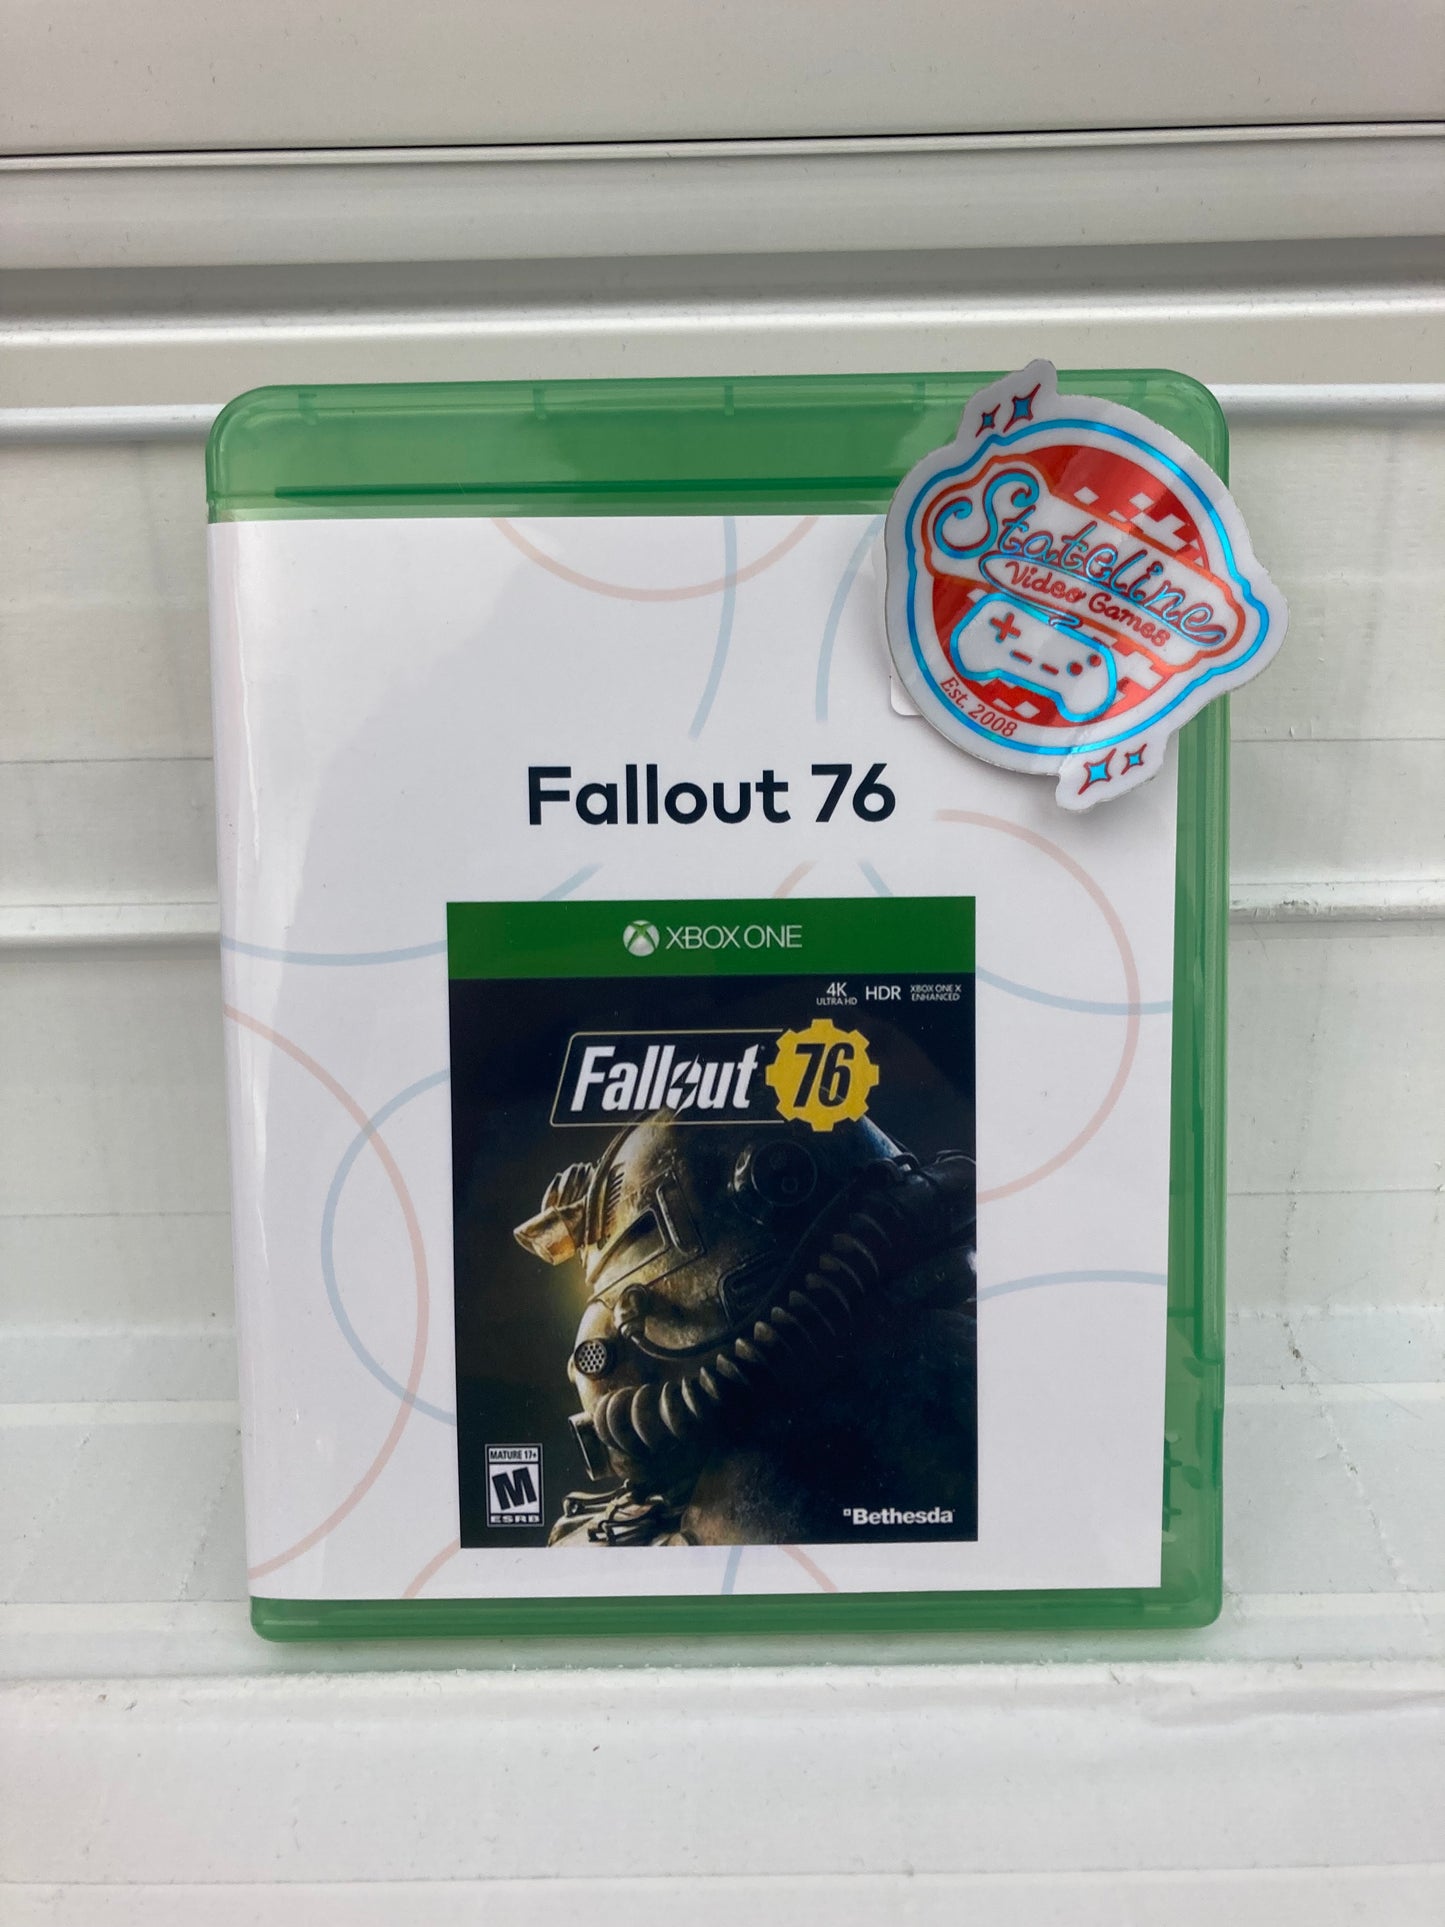 Stateline
Video Games
Est. 2008
Fallout 76
XBOX ONE
4K
ULTRA HD
HDR
XBOX ONE X
ENHANCED
Fallout 76
MATURE 17+
M
ESRB
Bethesda